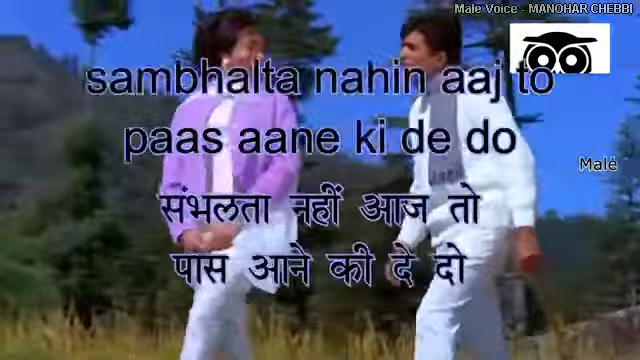 Male Voice - MANOHAR CHEBBI
sambhalta nahin aaj to
paas aane ki de do
Male
संभलता नहीं आज तो
पास आने की दे दो